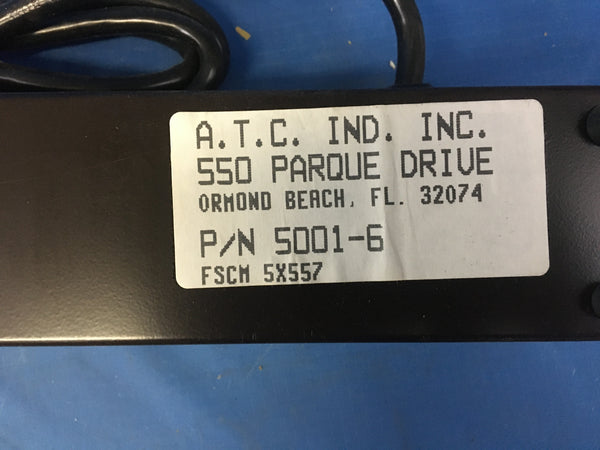 A.T.C. IND. INC.
550 PARQUE DRIVE
ORMOND BEACH, FL. 32074
P/N 5001-6
FSCM 5X557